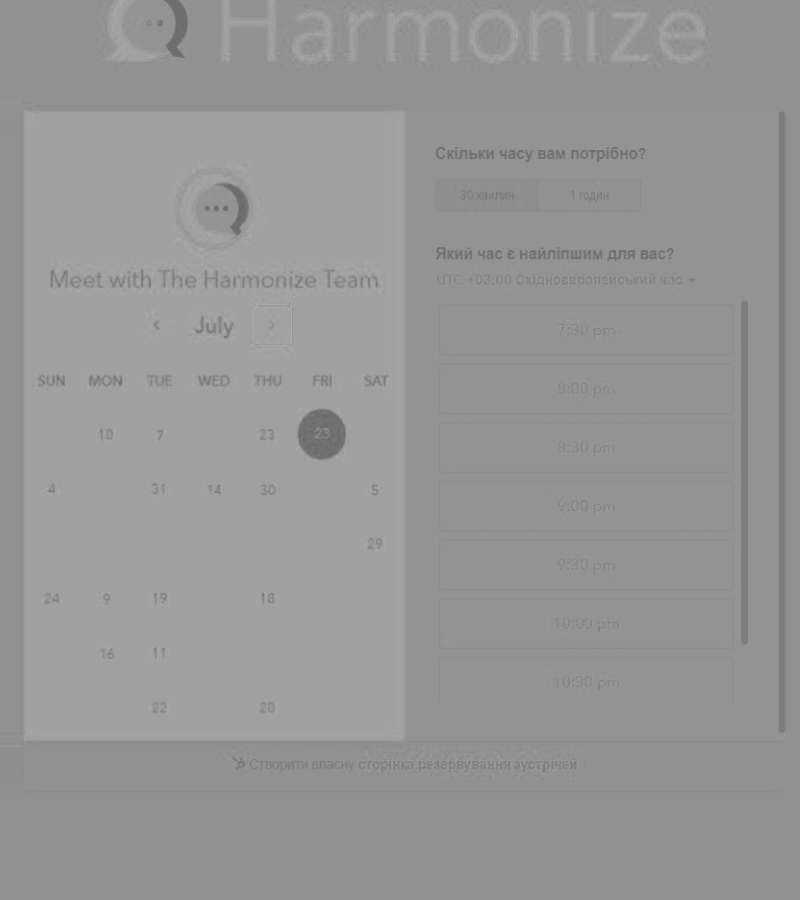 Harmonize
Meet with The Harmonize Team
‹ July ›
SUN MON TUE WED THU FRI SAT
10 7 23 23
4 31 14 30 5
29
24 9 19 18
16 11
22 20
Скільки часу вам потрібно?
30 хвилин 1 годин
Який час є найліпшим для вас?
UTC +03:00 Східноєвропейський час
7:30 pm
8:00 pm
8:30 pm
9:00 pm
9:30 pm
10:00 pm
10:30 pm
Створити власну сторінка резервування зустрічей